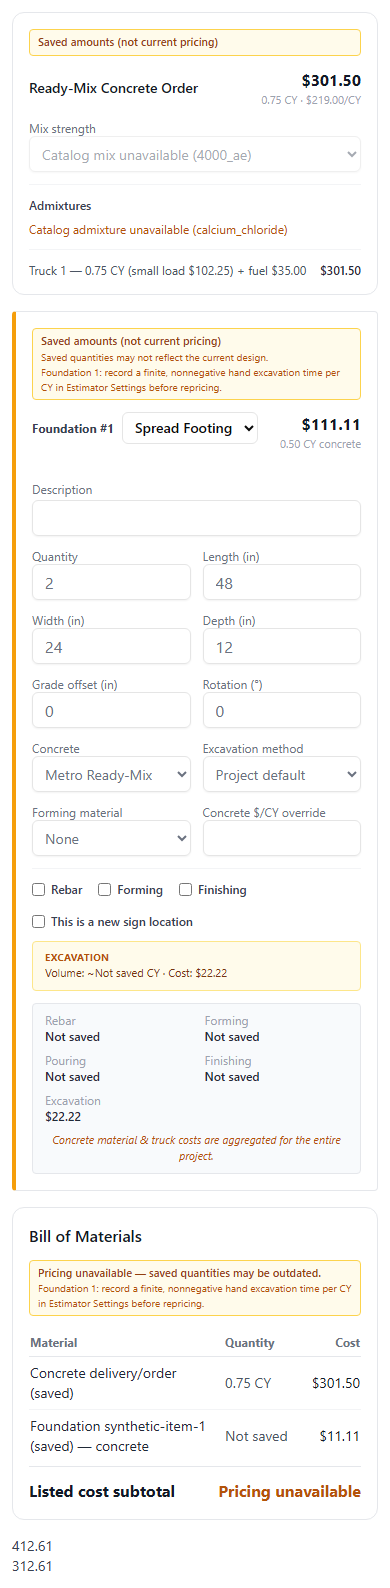 Saved amounts (not current pricing)
Ready-Mix Concrete Order
$301.50
0.75 CY · $219.00/CY
Mix strength
Catalog mix unavailable (4000_ae)
Admixtures
Catalog admixture unavailable (calcium_chloride)
Truck 1 — 0.75 CY (small load $102.25) + fuel $35.00 $301.50
Saved amounts (not current pricing)
Saved quantities may not reflect the current design.
Foundation 1: record a finite, nonnegative hand excavation time per
CY in Estimator Settings before repricing.
Foundation #1 Spread Footing $111.11
0.50 CY concrete
Description
Quantity Length (in)
2 48
Width (in) Depth (in)
24 12
Grade offset (in) Rotation (°)
0 0
Concrete Excavation method
Metro Ready-Mix Project default
Forming material Concrete $/CY override
None
Rebar Forming Finishing
This is a new sign location
EXCAVATION
Volume: ~Not saved CY · Cost: $22.22
Rebar Forming
Not saved Not saved
Pouring Finishing
Not saved Not saved
Excavation
$22.22
Concrete material & truck costs are aggregated for the entire
project.
Bill of Materials
Pricing unavailable — saved quantities may be outdated.
Foundation 1: record a finite, nonnegative hand excavation time per CY
in Estimator Settings before repricing.
Material Quantity Cost
Concrete delivery/order
(saved) 0.75 CY $301.50
Foundation synthetic-item-1
(saved) — concrete Not saved $11.11
Listed cost subtotal Pricing unavailable
412.61
312.61